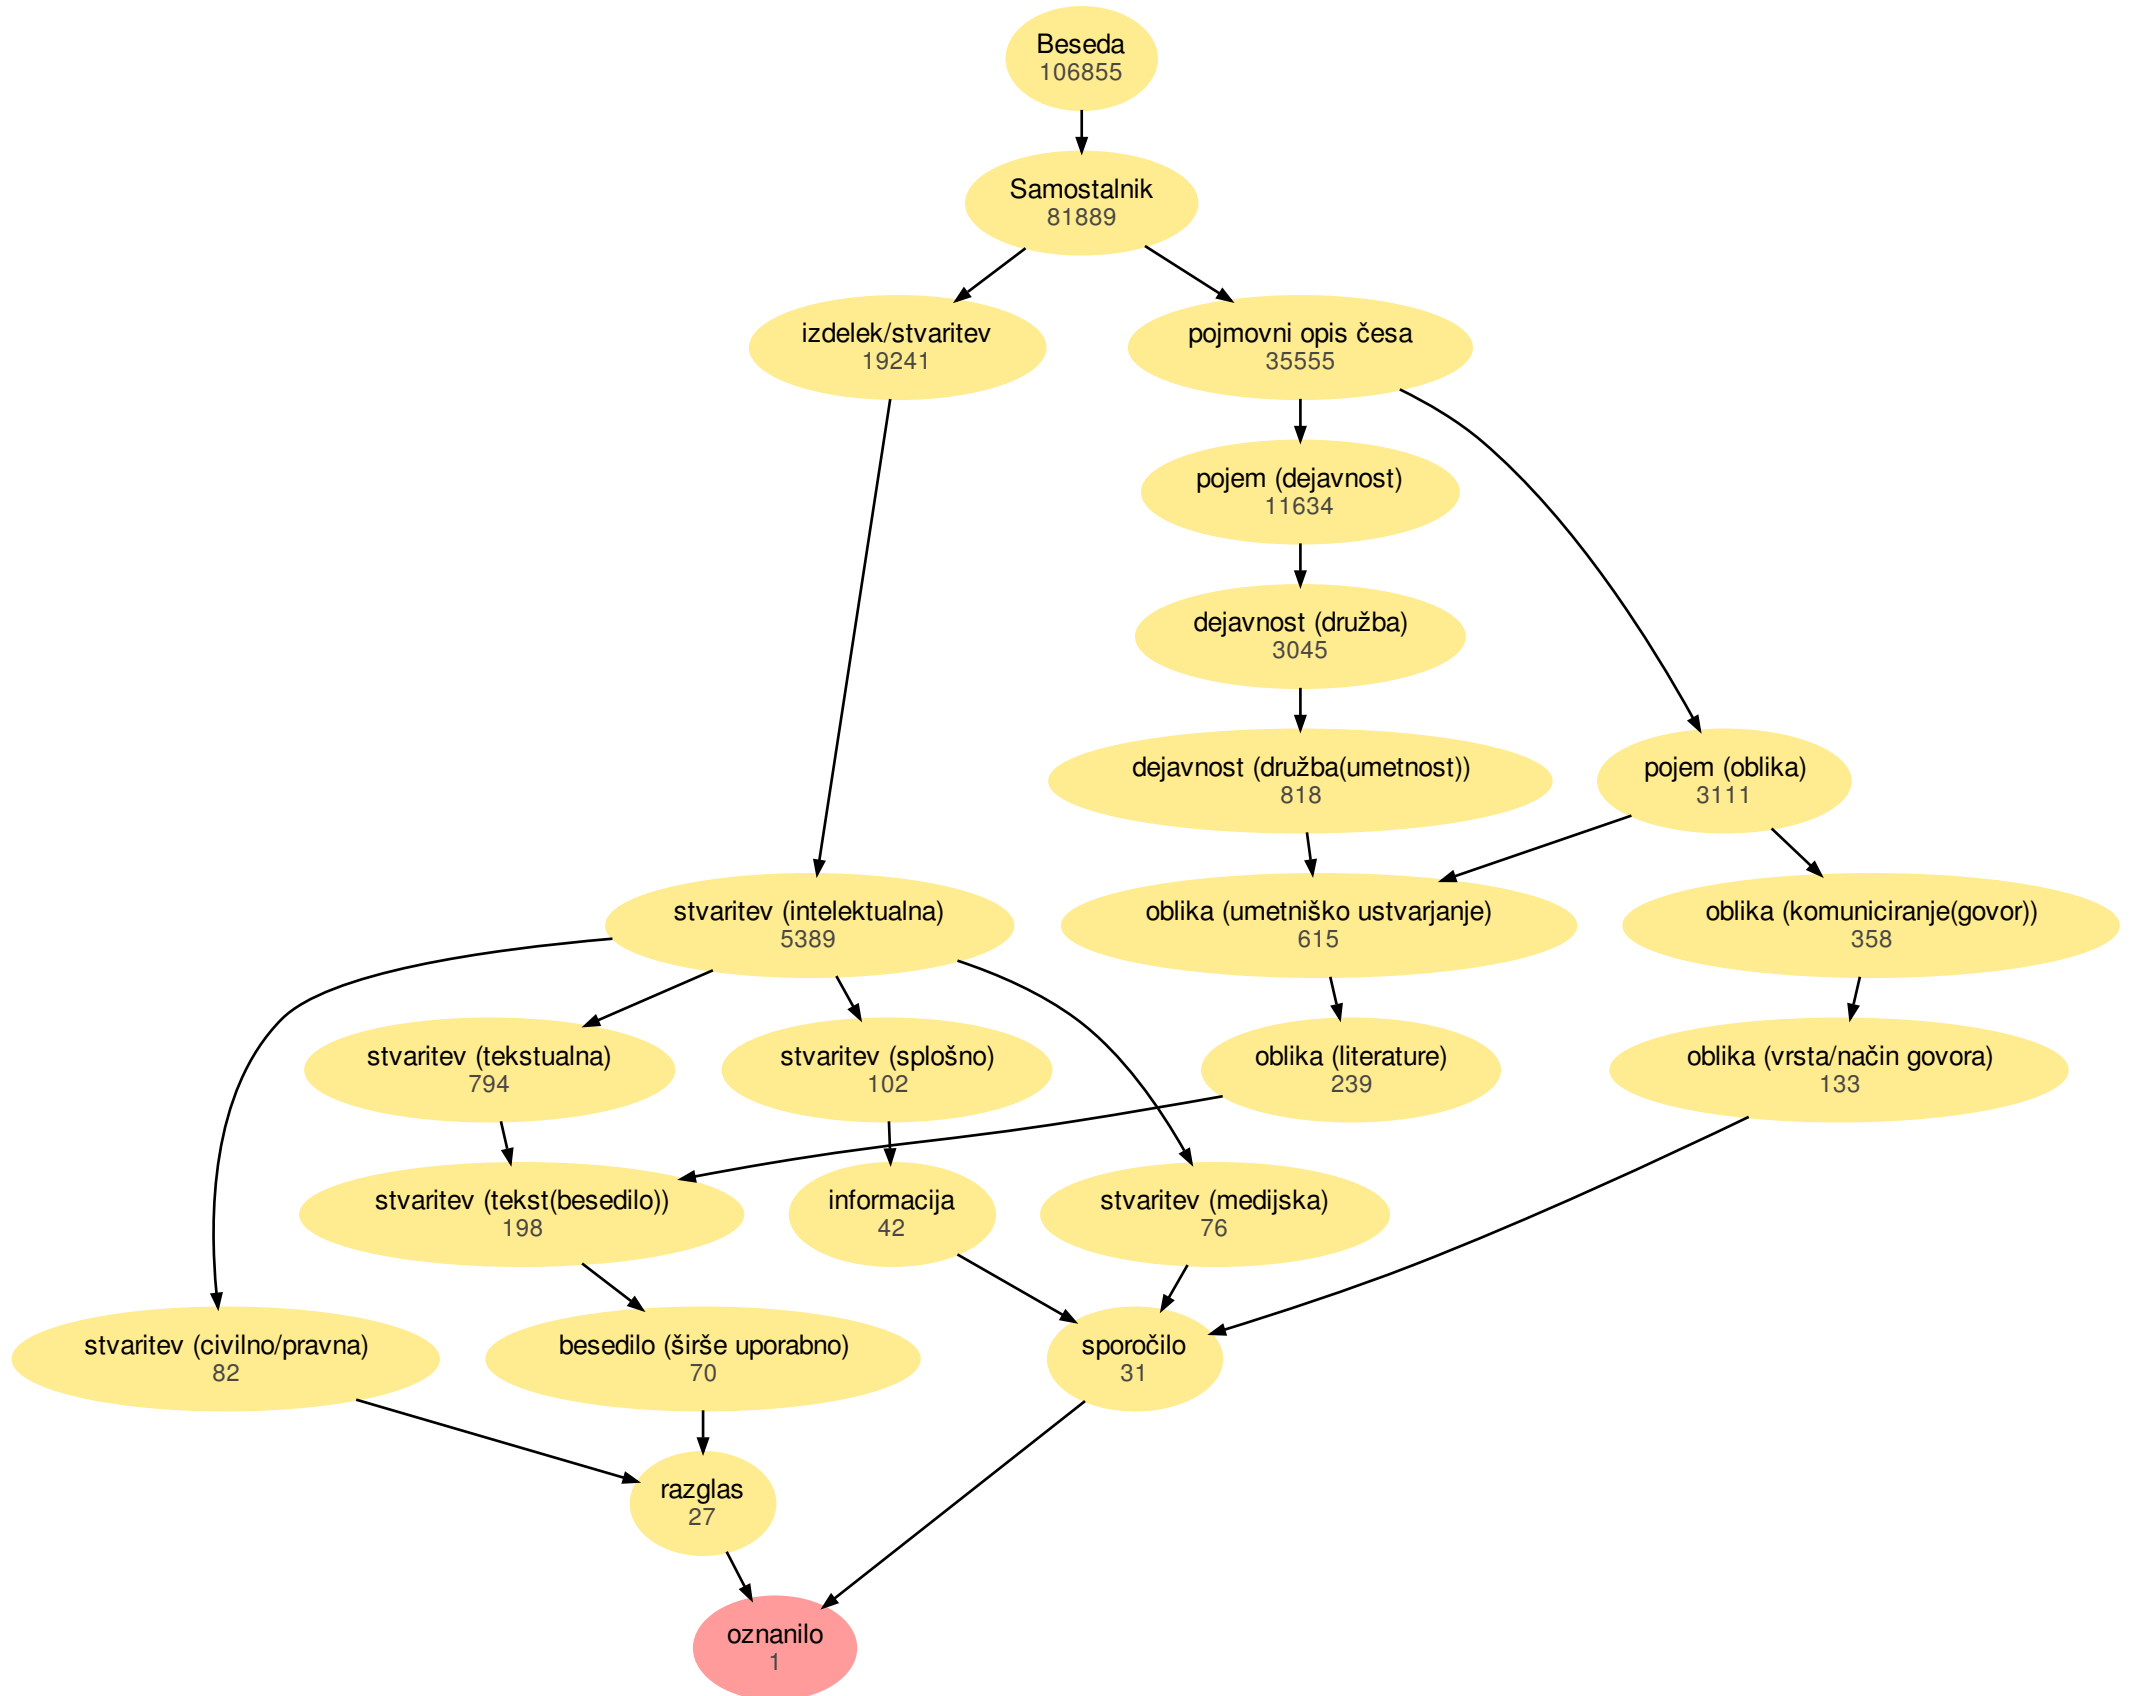 Beseda
106855
Samostalnik
81889
izdelek/stvaritev
19241
pojmovni opis česa
35555
pojem (dejavnost)
11634
dejavnost (družba)
3045
dejavnost (družba(umetnost))
818
pojem (oblika)
3111
stvaritev (intelektualna)
5389
oblika (umetniško ustvarjanje)
615
oblika (komuniciranje(govor))
358
stvaritev (tekstualna)
794
stvaritev (splošno)
102
oblika (literature)
239
oblika (vrsta/način govora)
133
stvaritev (tekst(besedilo))
198
informacija
42
stvaritev (medijska)
76
stvaritev (civilno/pravna)
82
besedilo (širše uporabno)
70
sporočilo
31
razglas
27
oznanilo
1